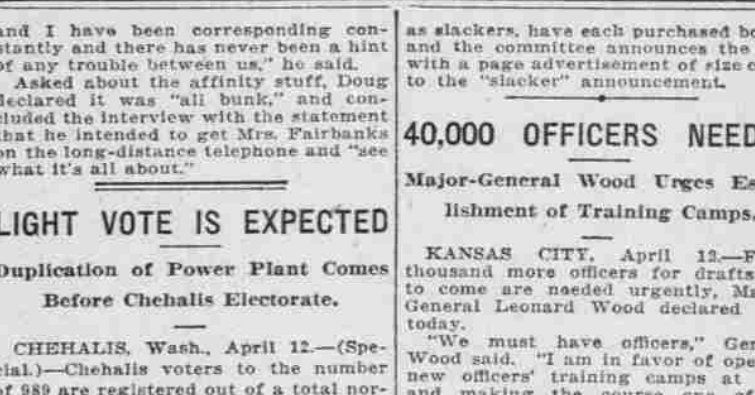 and I have been corresponding con-
stantly and there has never been a hint
of any trouble between us," he said.
Asked about the affinity stuff, Doug
declared it was "all bunk," and con-
cluded the interview with the statement
that he intended to get Mrs. Fairbanks
on the long-distance telephone and "see
what it's all about."
LIGHT VOTE IS EXPECTED
Duplication of Power Plant Comes
Before Chehalis Electorate.
CHEHALIS, Wash., April 12.—(Spe-
cial.)—Chehalis voters to the number
of 989 are registered out of a total nor-
as slackers, have each purchased bo
and the committee announces the
with a page advertisement of size
to the "slacker" announcement.
40,000 OFFICERS NEED
Major-General Wood Urges Es
lishment of Training Camps.
KANSAS CITY, April 12.—F
thousand more officers for drafts
to come are needed urgently, Ma
General Leonard Wood declared
today.
"We must have officers," Gen
Wood said. "I am in favor of ope
new officers' training camps at
and making the course one of